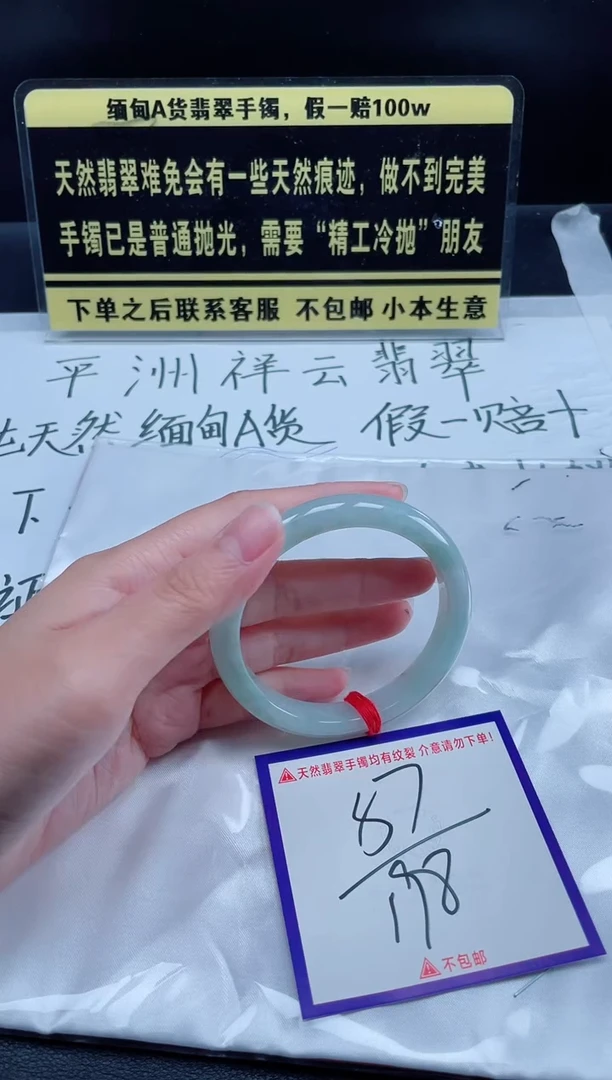 缅甸A货翡翠手镯，假一赔100w
天然翡翠难免会有一些天然痕迹，做不到完美
手镯已是普通抛光，需要“精工冷抛”朋友
下单之后联系客服 不包邮 小本生意
平洲祥云翡翠
天然 缅甸A货 假一赔十
下
证
天然翡翠手镯均有纹裂 介意请勿下单！
87
198
不包邮